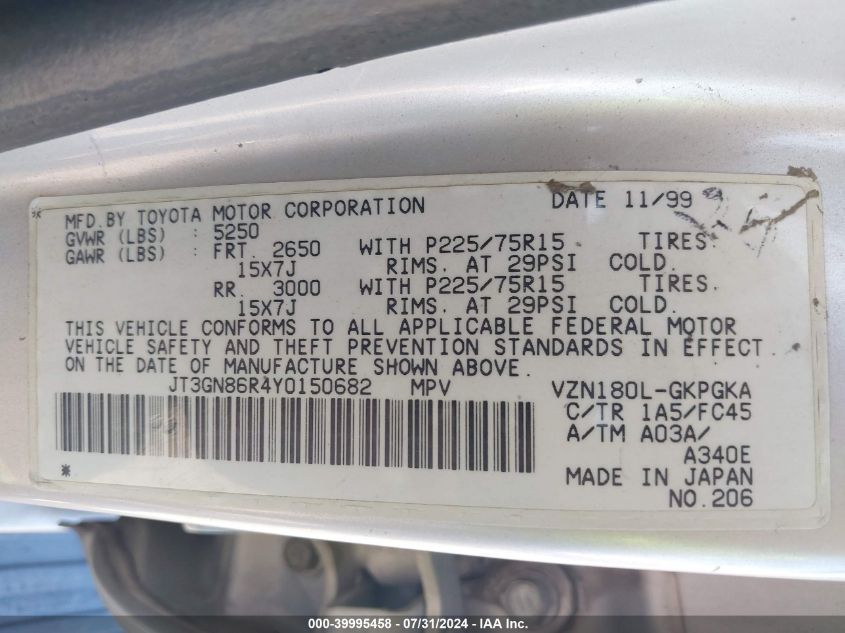 MFD. BY TOYOTA MOTOR CORPORATION DATE 11/99
GVWR (LBS) : 5250
GAWR (LBS) : FRT. 2650 WITH P225/75R15 TIRES.
15X7J RIMS. AT 29PSI COLD.
RR. 3000 WITH P225/75R15 TIRES.
15X7J RIMS. AT 29PSI COLD.
THIS VEHICLE CONFORMS TO ALL APPLICABLE FEDERAL MOTOR
VEHICLE SAFETY AND THEFT PREVENTION STANDARDS IN EFFECT
ON THE DATE OF MANUFACTURE SHOWN ABOVE.
JT3GN86R4Y0150682 MPV VZN180L-GKPGKA
C/TR 1A5/FC45
A/TM A03A/
A340E
MADE IN JAPAN
NO.206
000-39995458 - 07/31/2024 - IAA Inc.